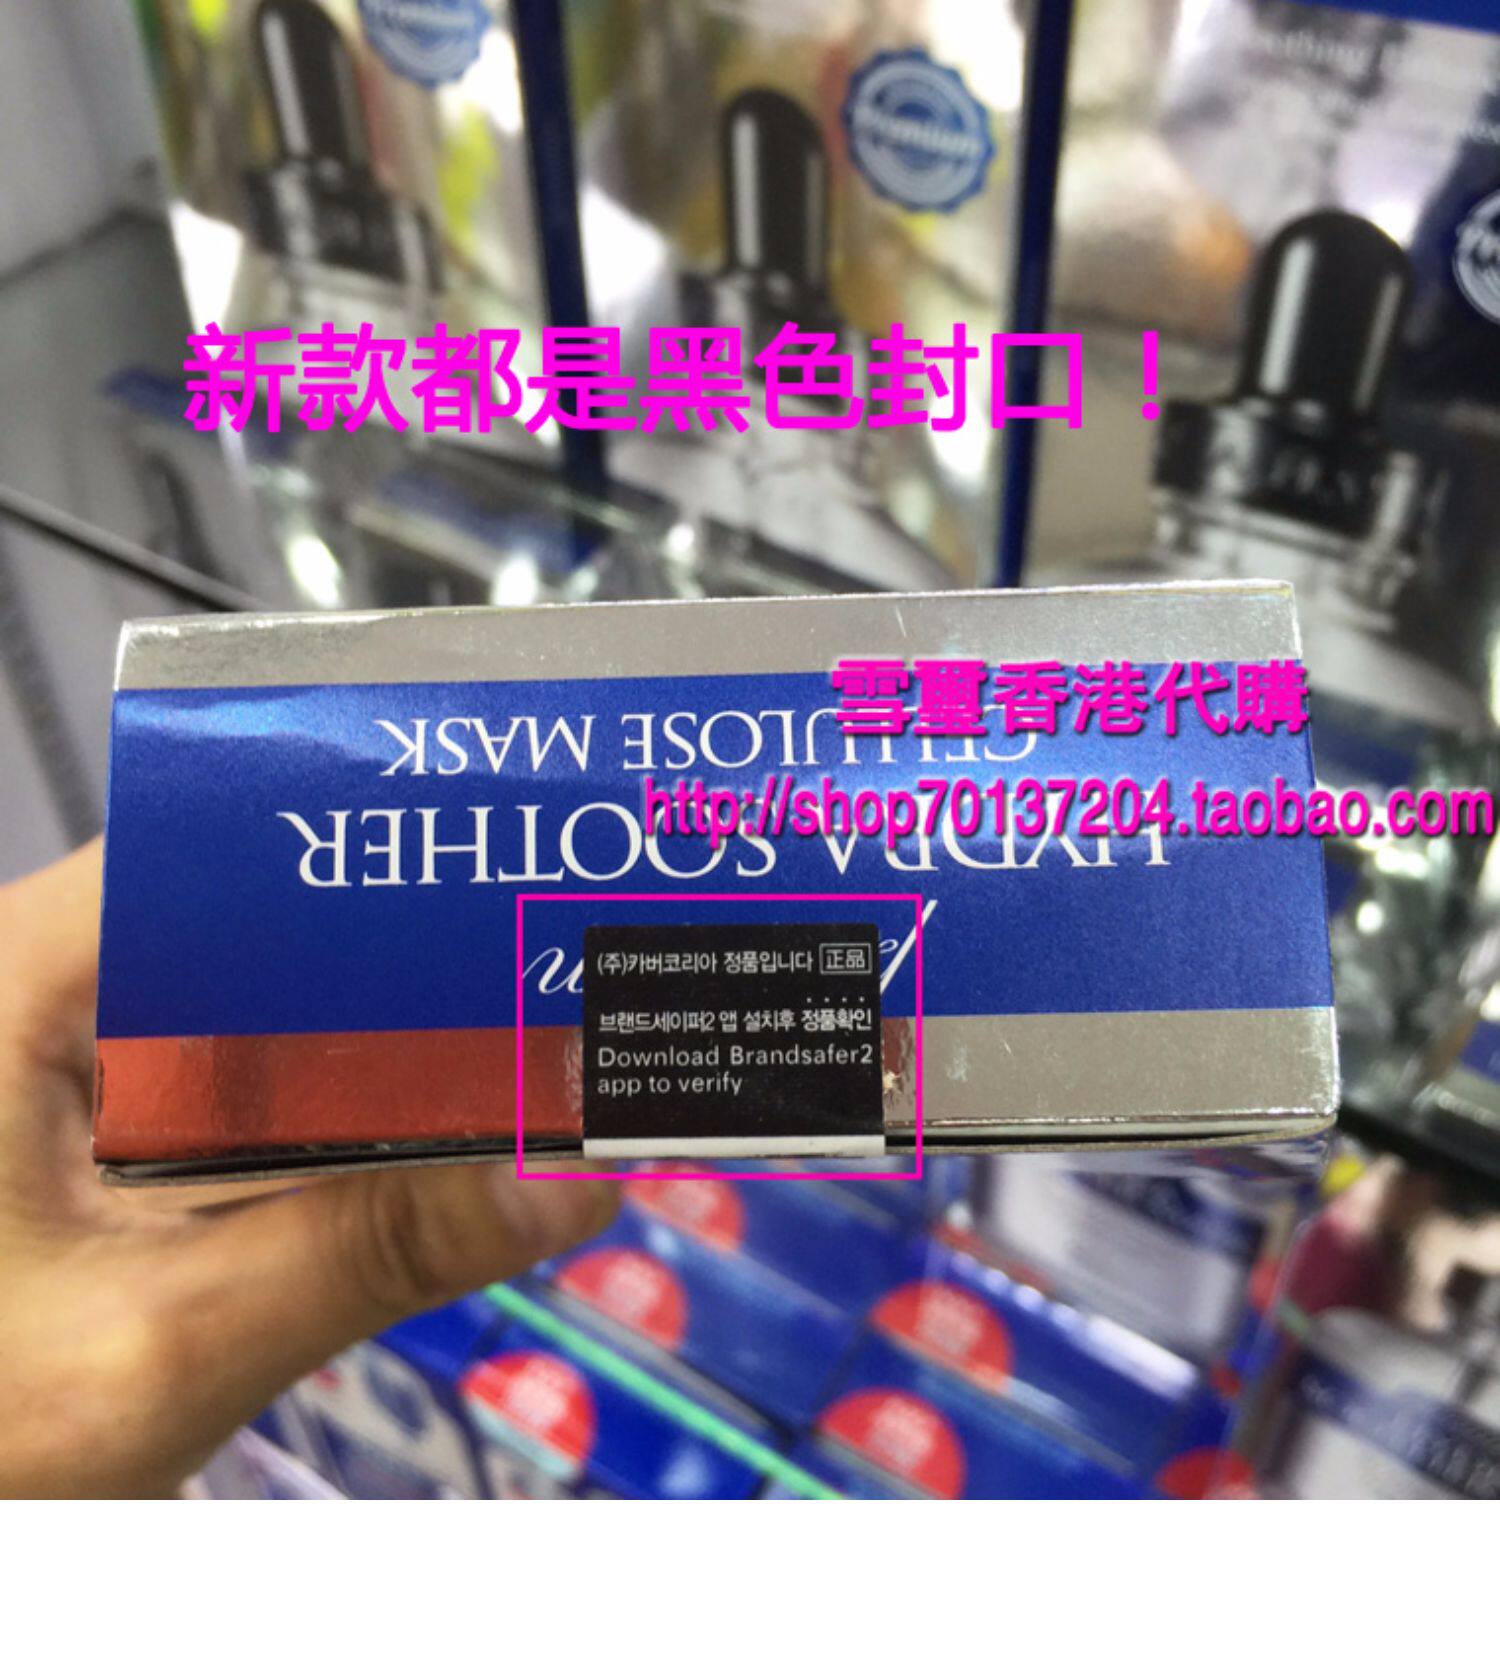 Premium
新款都是黑色封口！
雪璽香港代購
CELLULOSE MASK
http://shop70137204.taobao.com
HYDRA SOOTHER
(주)카버코리아 정품입니다 正品
브랜드세이퍼2 앱 설치후 정품확인
Download Brandsafer2
app to verify